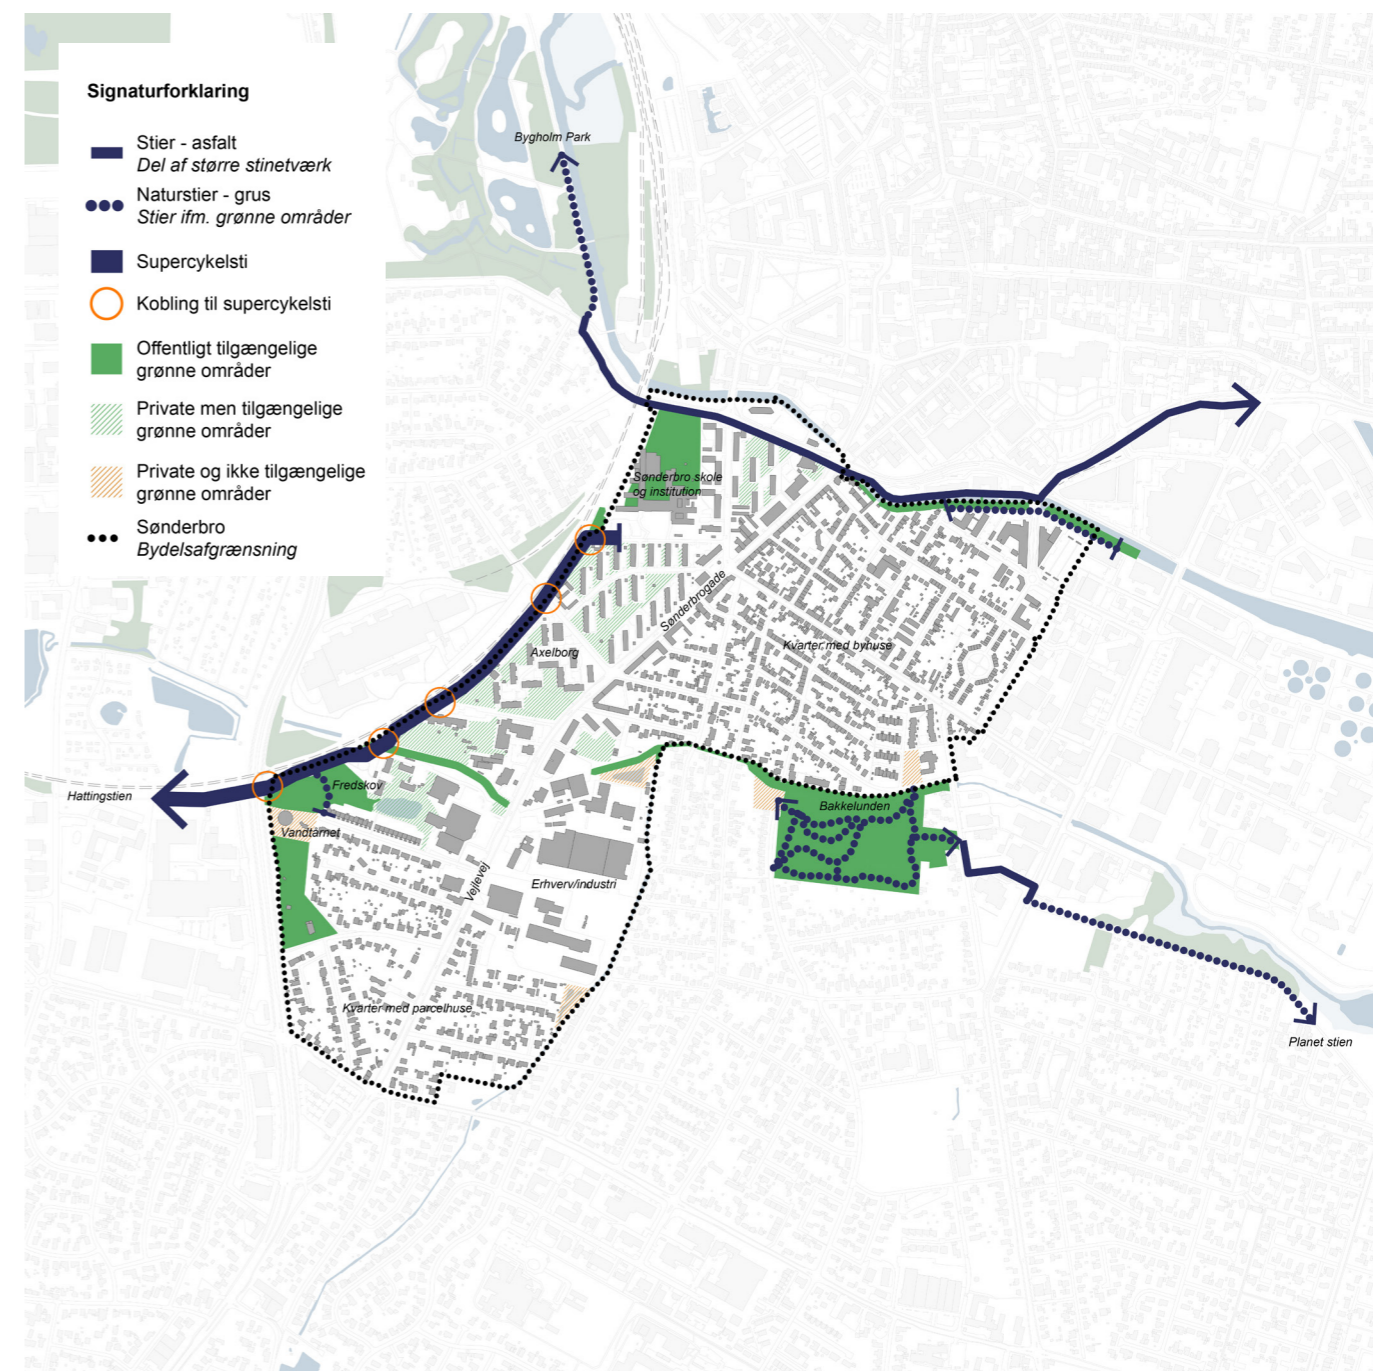 Signaturforklaring
Stier - asfalt
Del af større stinetværk
Naturstier - grus
Stier ifm. grønne områder
Supercykelsti
Kobling til supercykelsti
Offentligt tilgængelige
grønne områder
Private men tilgængelige
grønne områder
Private og ikke tilgængelige
grønne områder
Sønderbro
Bydelsafgrænsning
Bygholm Park
Sønderbro skole
og institution
Sønderbrogade
Kvarter med byhuse
Axelborg
Hattingstien
Fredskov
Vandtårnet
Bakkelunden
Vejlevej
Erhverv/industri
Kvarter med parcelhuse
Planet stien